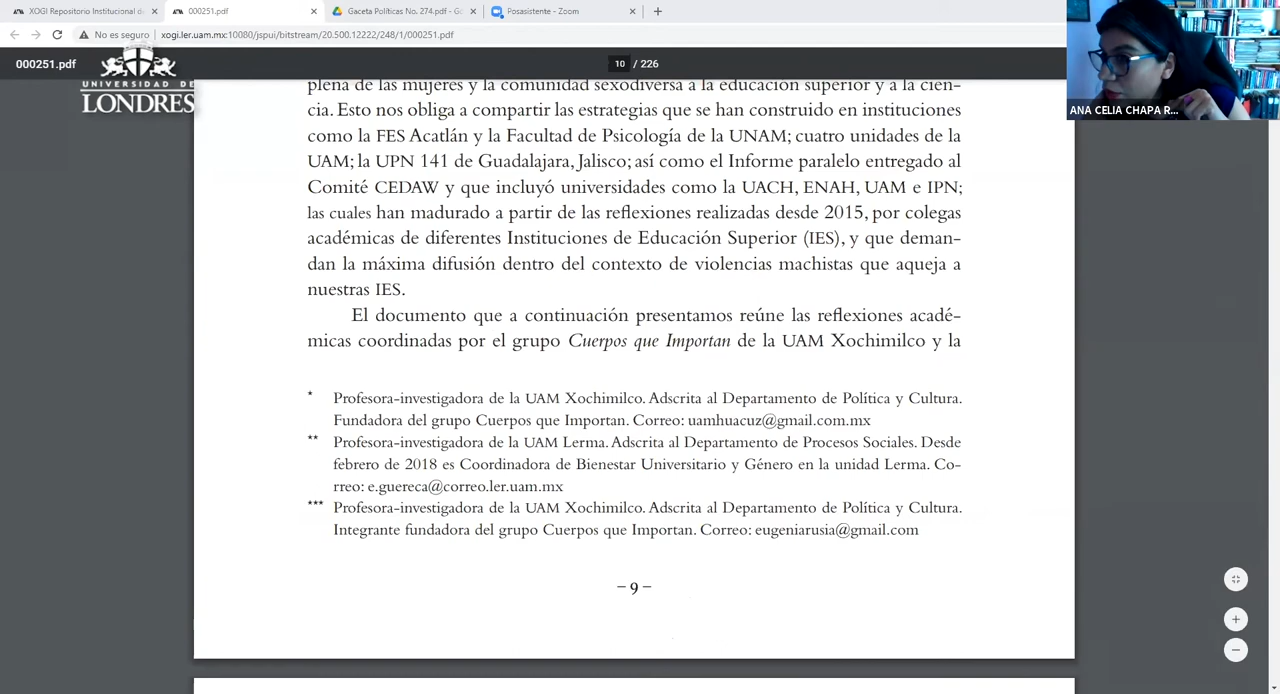 XOGI Repositorio Institucional d
000251.pdf
Gaceta Políticas No. 274.pdf - G
Posasistente - Zoom
No es seguro
xogi.ler.uam.mx:10080/jspui/bitstream/20.500.12222/248/1/000251.pdf
000251.pdf
10 / 226
UNIVERSIDAD DE
LONDRES
ANA CELIA CHAPA R...
plena de las mujeres y la comunidad sexodiversa a la educación superior y a la cien-
cia. Esto nos obliga a compartir las estrategias que se han construido en instituciones
como la FES Acatlán y la Facultad de Psicología de la UNAM; cuatro unidades de la
UAM; la UPN 141 de Guadalajara, Jalisco; así como el Informe paralelo entregado al
Comité CEDAW y que incluyó universidades como la UACH, ENAH, UAM e IPN;
las cuales han madurado a partir de las reflexiones realizadas desde 2015, por colegas
académicas de diferentes Instituciones de Educación Superior (IES), y que deman-
dan la máxima difusión dentro del contexto de violencias machistas que aqueja a
nuestras IES.
El documento que a continuación presentamos reúne las reflexiones acadé-
micas coordinadas por el grupo Cuerpos que Importan de la UAM Xochimilco y la
* Profesora-investigadora de la UAM Xochimilco. Adscrita al Departamento de Política y Cultura.
Fundadora del grupo Cuerpos que Importan. Correo: uamhuacuz@gmail.com.mx
** Profesora-investigadora de la UAM Lerma. Adscrita al Departamento de Procesos Sociales. Desde
febrero de 2018 es Coordinadora de Bienestar Universitario y Género en la unidad Lerma. Co-
rreo: e.guereca@correo.ler.uam.mx
*** Profesora-investigadora de la UAM Xochimilco. Adscrita al Departamento de Política y Cultura.
Integrante fundadora del grupo Cuerpos que Importan. Correo: eugeniarusia@gmail.com
– 9 –